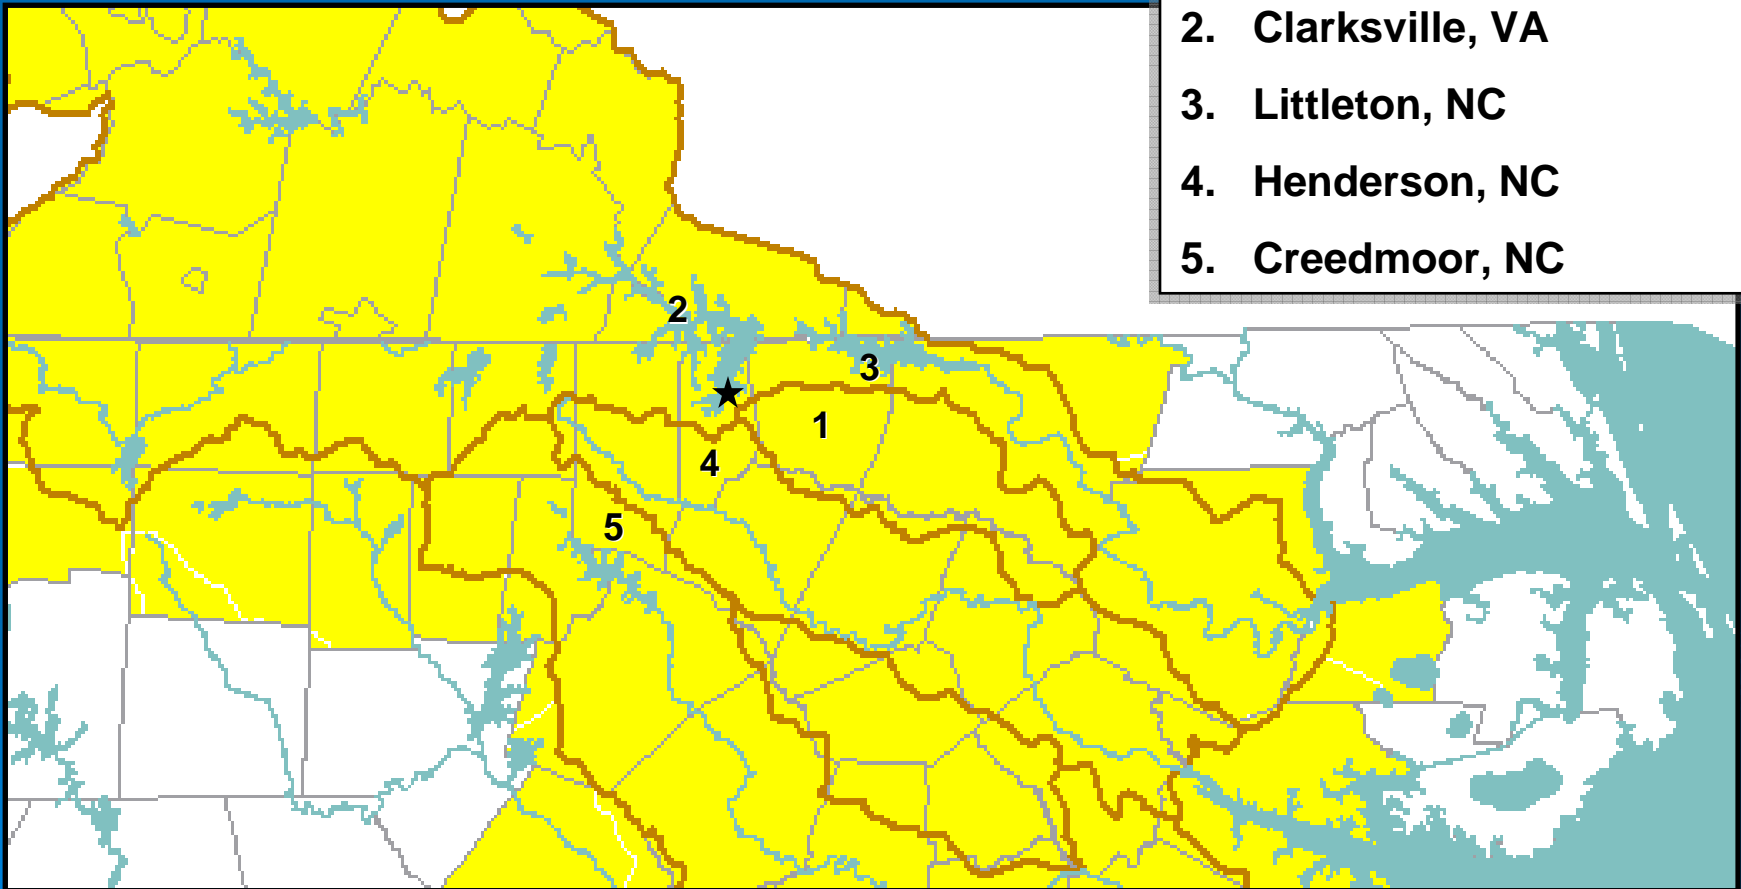 2. Clarksville, VA
3. Littleton, NC
4. Henderson, NC
5. Creedmoor, NC
2
3
1
4
5